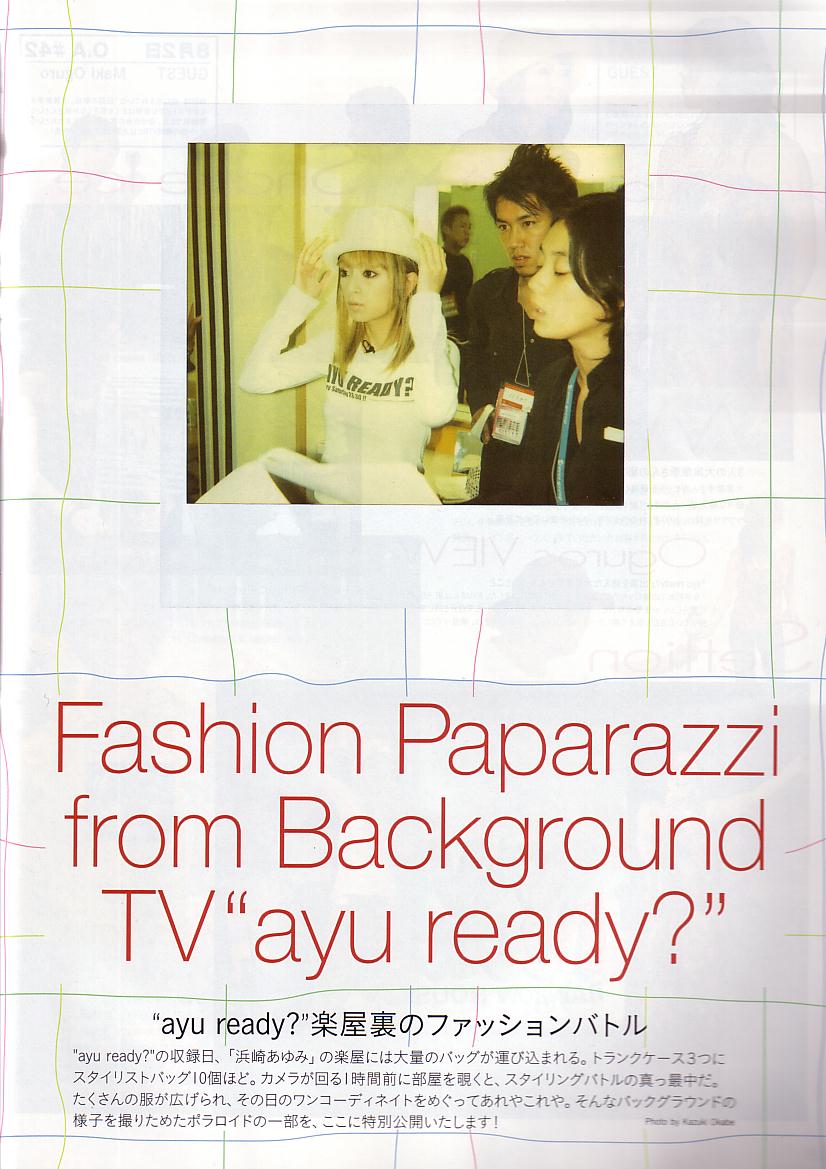 READY?
Fashion Paparazzi
from Background
TV“ayu ready?”
“ayu ready?”楽屋裏のファッションバトル
"ayu ready?"の収録日、「浜崎あゆみ」の楽屋には大量のバッグが運び込まれる。トランクケース3つに
スタイリストバッグ10個ほど。カメラが回る1時間前に部屋を覗くと、スタイリングバトルの真っ最中だ。
たくさんの服が広げられ、その日のワンコーディネイトをめぐってあれやこれや。そんなバックグラウンドの
様子を撮りためたポラロイドの一部を、ここに特別公開いたします!
Photo by Kazuki Okabe